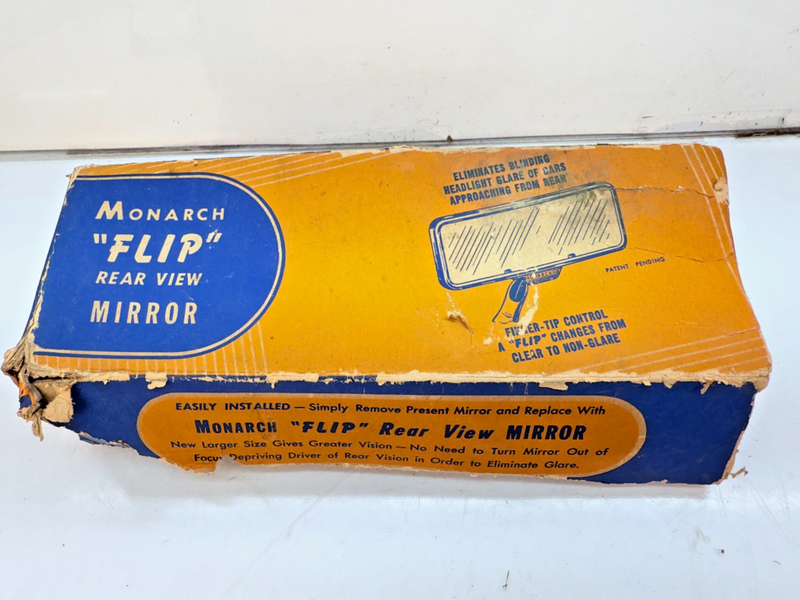 MONARCH
"FLIP"
REAR VIEW
MIRROR
ELIMINATES BLINDING
HEADLIGHT GLARE OF CARS
APPROACHING FROM REAR
PATENT PENDING
FINGER-TIP CONTROL
A "FLIP" CHANGES FROM
CLEAR TO NON-GLARE
EASILY INSTALLED — Simply Remove Present Mirror and Replace With
MONARCH "FLIP" Rear View MIRROR
New Larger Size Gives Greater Vision — No Need to Turn Mirror Out of
Focus Depriving Driver of Rear Vision in Order to Eliminate Glare.